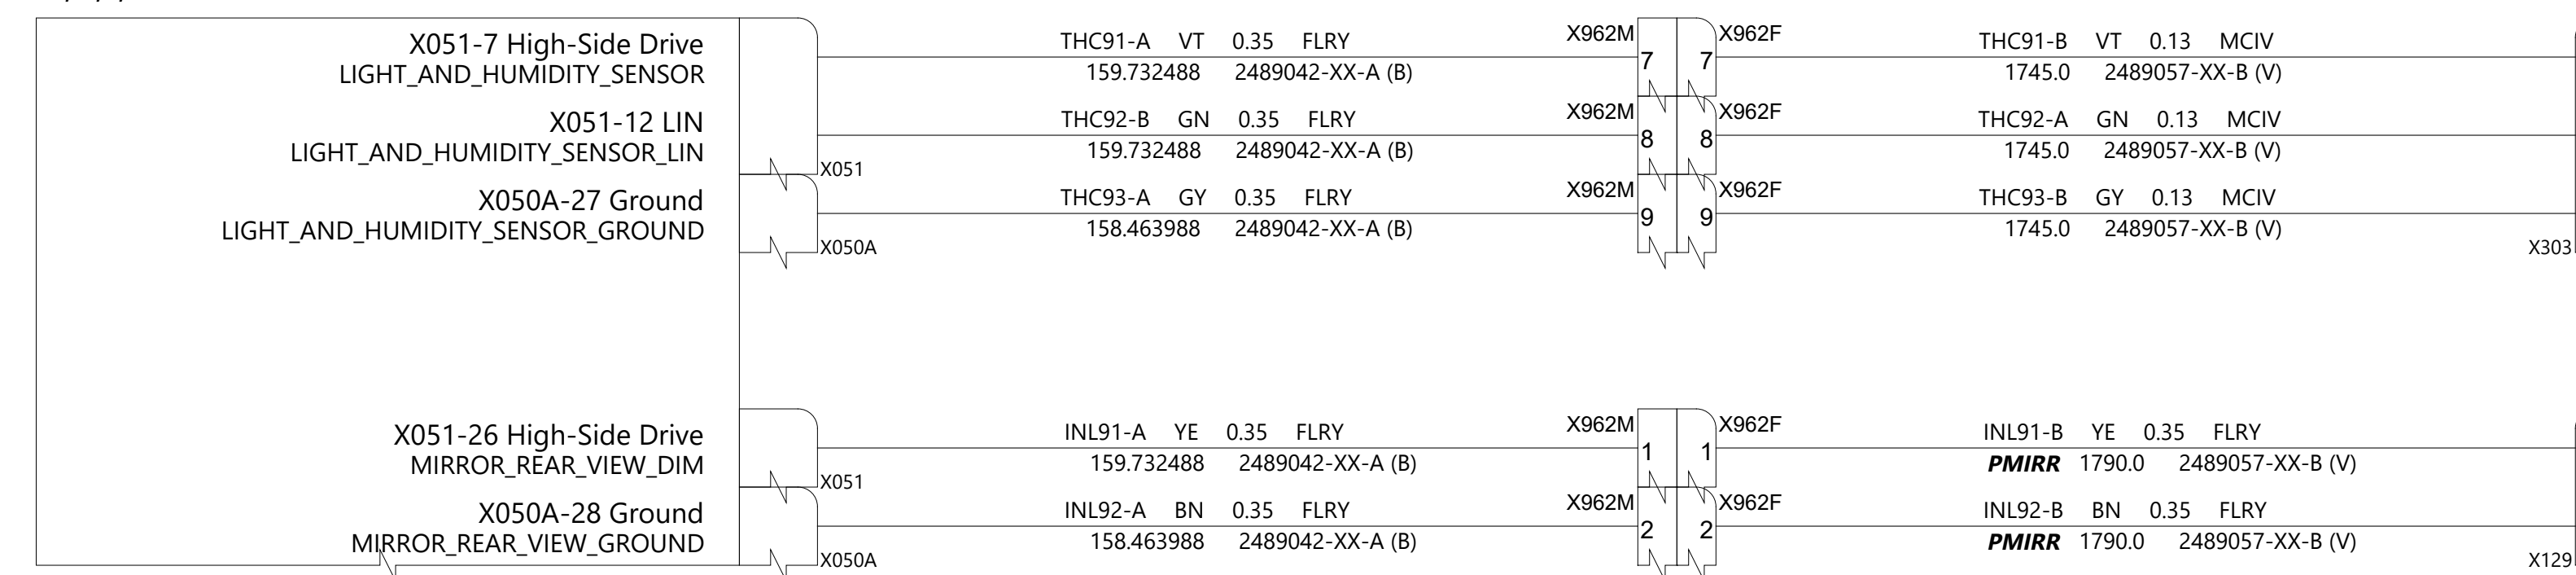 X051-7 High-Side Drive
LIGHT_AND_HUMIDITY_SENSOR
THC91-A VT 0.35 FLRY
159.732488 2489042-XX-A (B)
X962M
7 7
X962F
THC91-B VT 0.13 MCIV
1745.0 2489057-XX-B (V)
X051-12 LIN
LIGHT_AND_HUMIDITY_SENSOR_LIN
X051
THC92-B GN 0.35 FLRY
159.732488 2489042-XX-A (B)
X962M
8 8
X962F
THC92-A GN 0.13 MCIV
1745.0 2489057-XX-B (V)
X050A-27 Ground
LIGHT_AND_HUMIDITY_SENSOR_GROUND
X050A
THC93-A GY 0.35 FLRY
158.463988 2489042-XX-A (B)
X962M
9 9
X962F
THC93-B GY 0.13 MCIV
1745.0 2489057-XX-B (V)
X303
X051-26 High-Side Drive
MIRROR_REAR_VIEW_DIM
X051
INL91-A YE 0.35 FLRY
159.732488 2489042-XX-A (B)
X962M
1 1
X962F
INL91-B YE 0.35 FLRY
PMIRR 1790.0 2489057-XX-B (V)
X050A-28 Ground
MIRROR_REAR_VIEW_GROUND
X050A
INL92-A BN 0.35 FLRY
158.463988 2489042-XX-A (B)
X962M
2 2
X962F
INL92-B BN 0.35 FLRY
PMIRR 1790.0 2489057-XX-B (V)
X129